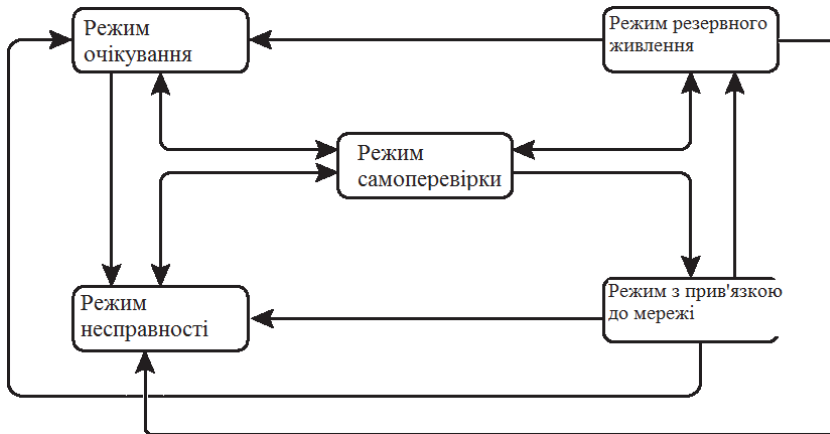 Режим
очікування
Режим резервного
живлення
Режим
самоперевірки
Режим
несправності
Режим з прив'язкою
до мережі